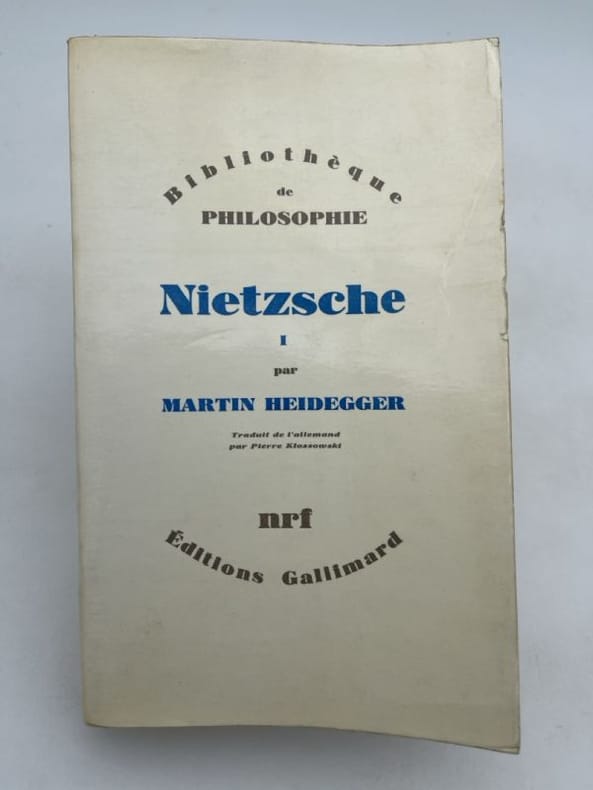 Bibliothèque
de
PHILOSOPHIE
Nietzsche
I
par
MARTIN HEIDEGGER
Traduit de l'allemand
par Pierre Klossowski
nrf
Éditions Gallimard